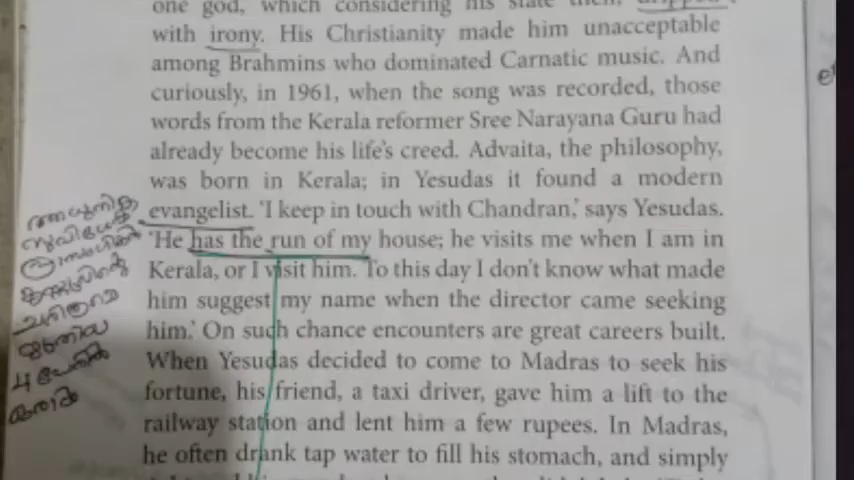 one god, which considering his state then, dripped
with irony. His Christianity made him unacceptable
among Brahmins who dominated Carnatic music. And
curiously, in 1961, when the song was recorded, those
words from the Kerala reformer Sree Narayana Guru had
already become his life's creed. Advaita, the philosophy,
was born in Kerala; in Yesudas it found a modern
evangelist. 'I keep in touch with Chandran,' says Yesudas.
'He has the run of my house; he visits me when I am in
Kerala, or I visit him. To this day I don't know what made
him suggest my name when the director came seeking
him.' On such chance encounters are great careers built.
When Yesudas decided to come to Madras to seek his
fortune, his friend, a taxi driver, gave him a lift to the
railway station and lent him a few rupees. In Madras,
he often drank tap water to fill his stomach, and simply